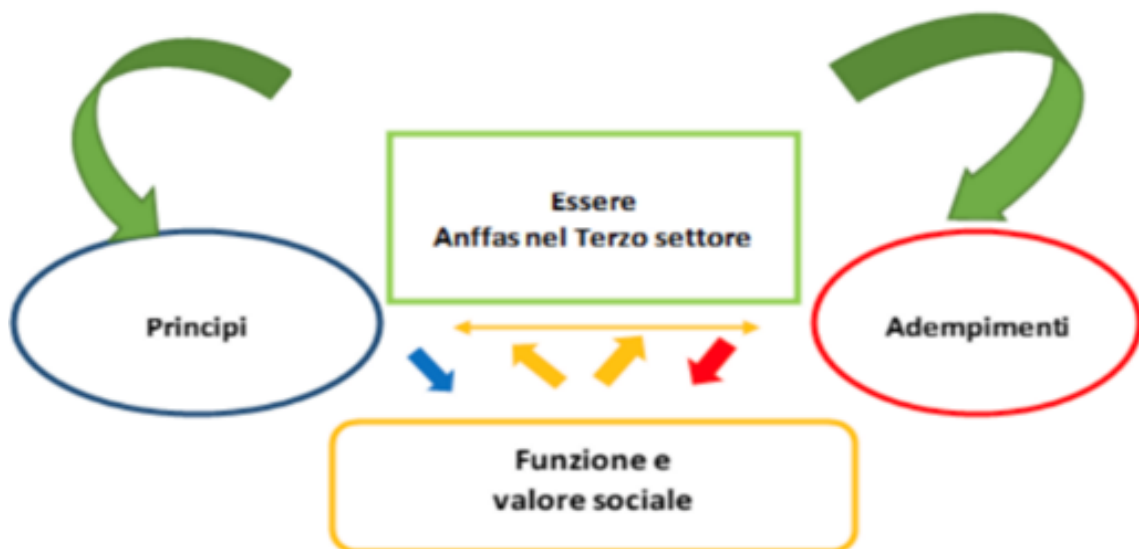 Essere
Anffas nel Terzo settore
Principi
Adempimenti
Funzione e
valore sociale